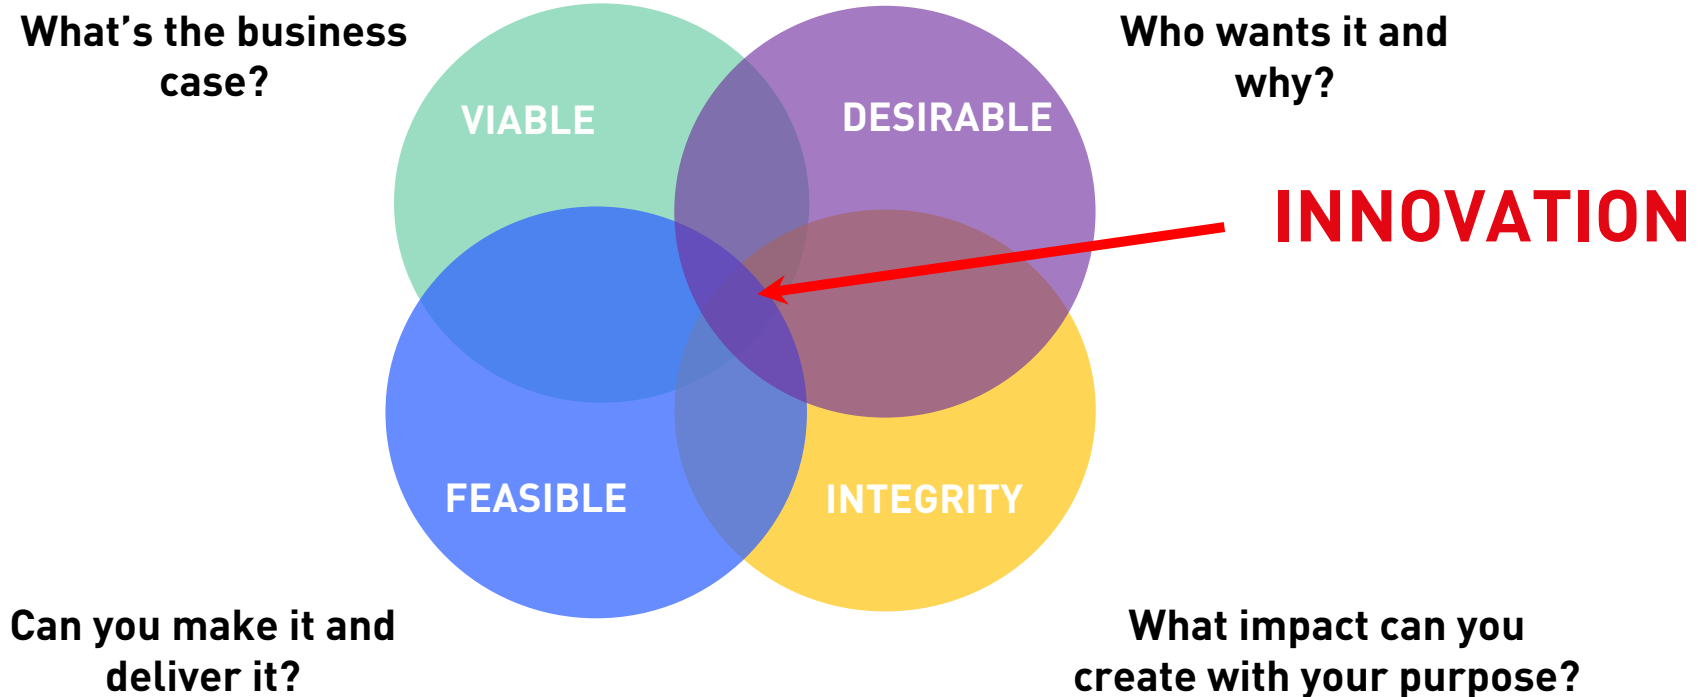 What's the business
case?
Who wants it and
why?
VIABLE
DESIRABLE
INNOVATION
FEASIBLE
INTEGRITY
Can you make it and
deliver it?
What impact can you
create with your purpose?